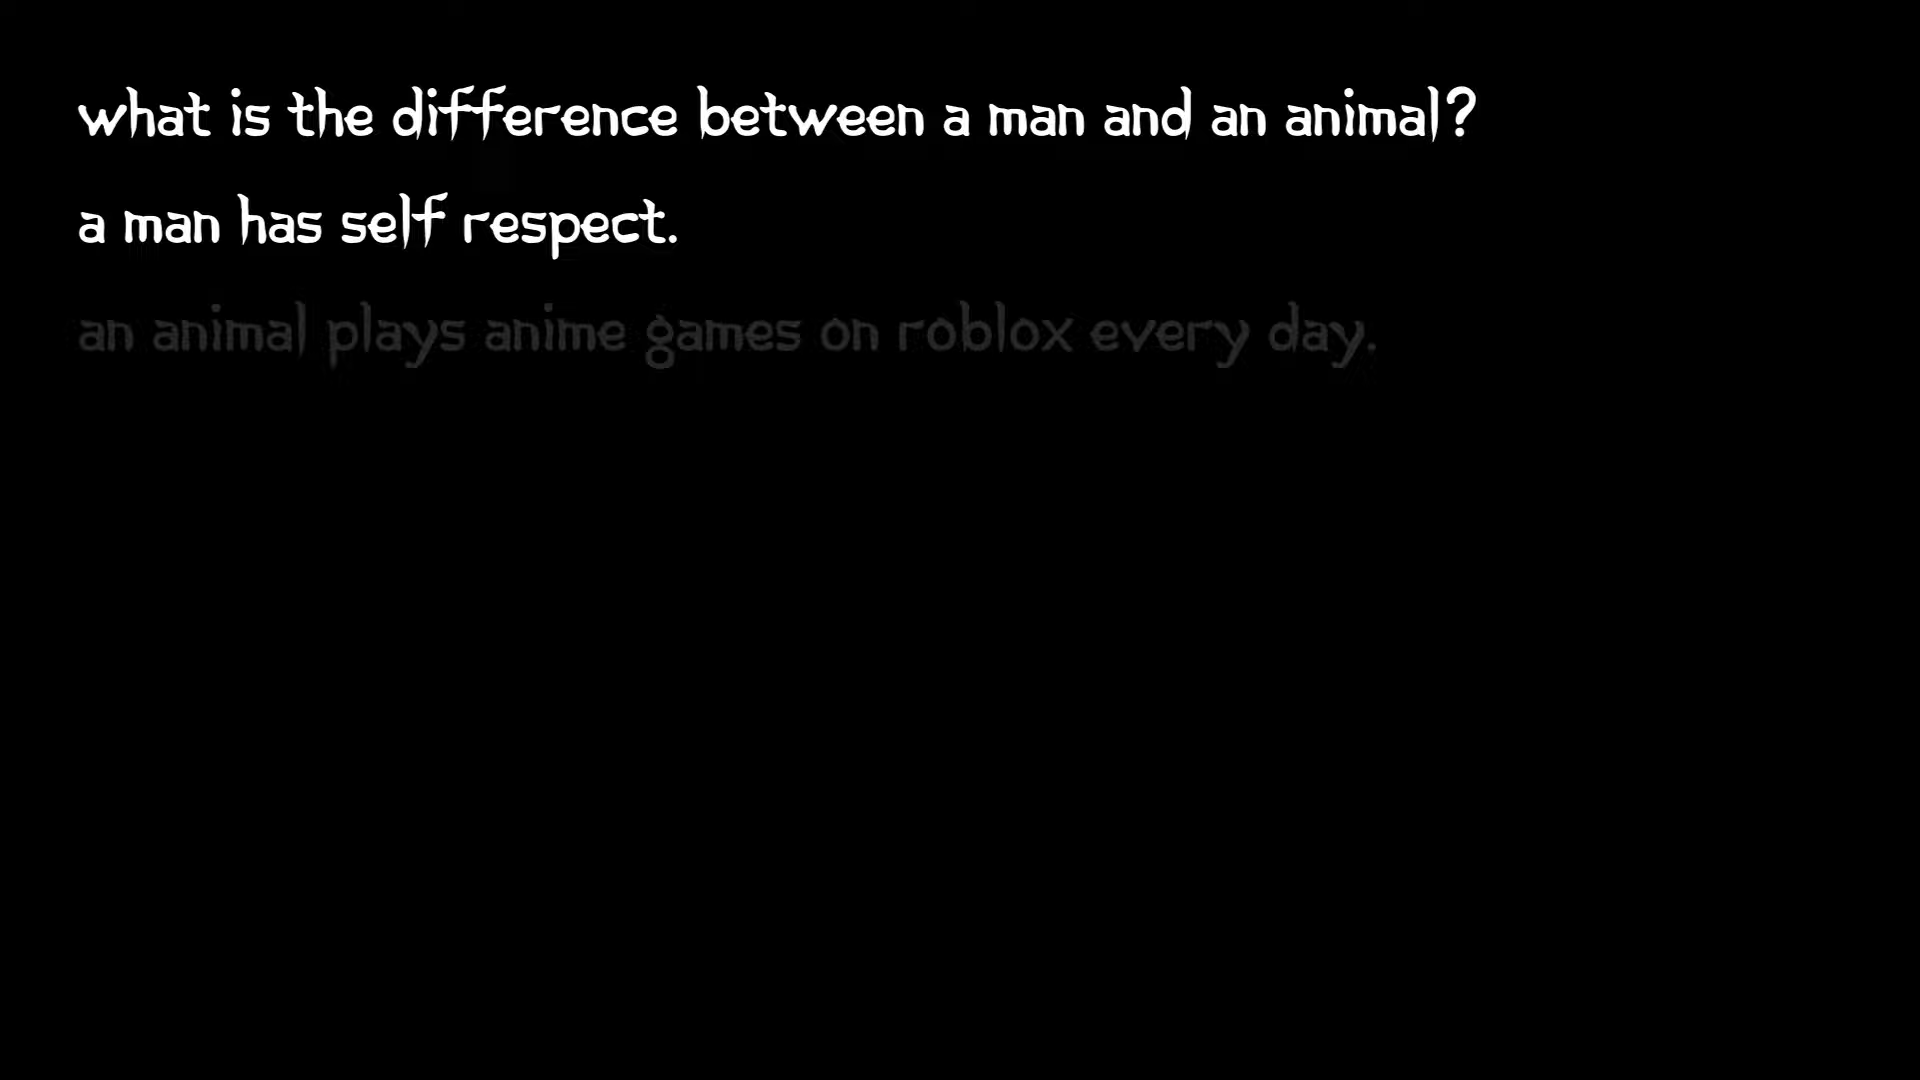 what is the difference between a man and an animal?
a man has self respect.
an animal plays anime games on roblox every day.